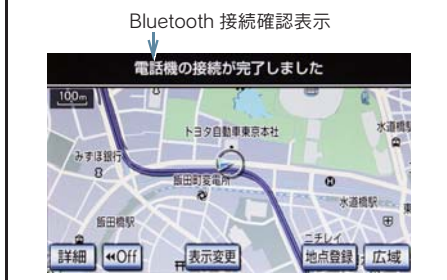 Bluetooth 接続確認表示
電話機の接続が完了しました
100m
トヨタ自動車東京本社
水道橋
みずほ銀行
飯田町変電所
水道橋駅
飯田橋駅
ニチレイ
詳細
◀◀Off
表示変更
地点登録
広域